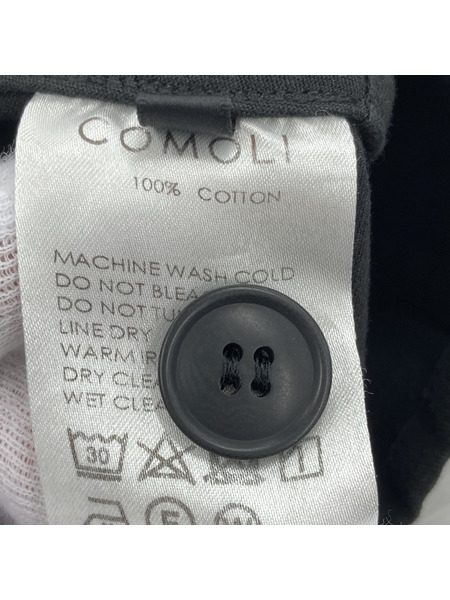 COMOLI
100% COTTON
MACHINE WASH COLD
DO NOT BLEA
DO NOT TU
LINE DRY
WARM IR
DRY CLEA
WET CLEA
30